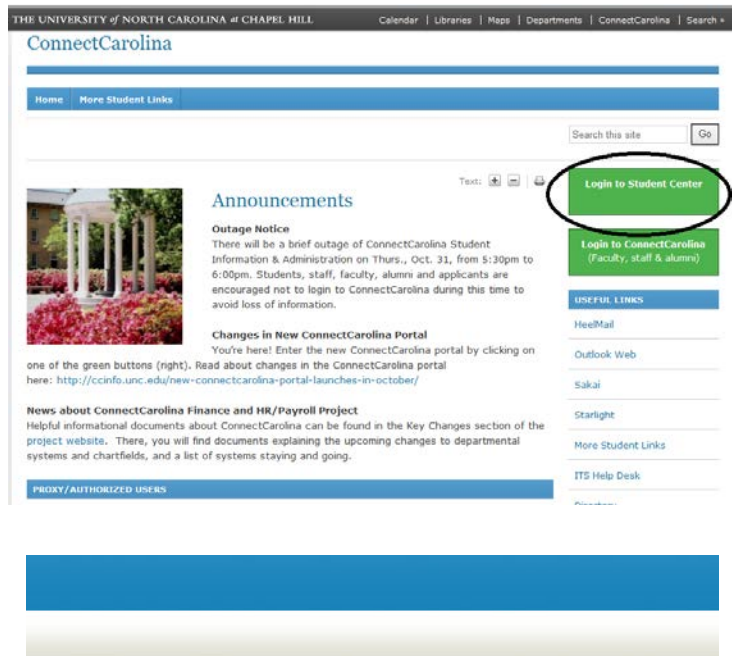 THE UNIVERSITY of NORTH CAROLINA at CHAPEL HILL
Calendar | Libraries | Maps | Departments | ConnectCarolina | Search »
ConnectCarolina
Home More Student Links
Search this site Go
Text: + −
Login to Student Center
Announcements
Outage Notice
There will be a brief outage of ConnectCarolina Student
Information & Administration on Thurs., Oct. 31, from 5:30pm to
6:00pm. Students, staff, faculty, alumni and applicants are
encouraged not to login to ConnectCarolina during this time to
avoid loss of information.
Changes in New ConnectCarolina Portal
You're here! Enter the new ConnectCarolina portal by clicking on
one of the green buttons (right). Read about changes in the ConnectCarolina portal
here: http://ccinfo.unc.edu/new-connectcarolina-portal-launches-in-october/
News about ConnectCarolina Finance and HR/Payroll Project
Helpful informational documents about ConnectCarolina can be found in the Key Changes section of the
project website. There, you will find documents explaining the upcoming changes to departmental
systems and chartfields, and a list of systems staying and going.
PROXY/AUTHORIZED USERS
Login to ConnectCarolina
(Faculty, staff & alumni)
USEFUL LINKS
HeelMail
Outlook Web
Sakai
Starlight
More Student Links
ITS Help Desk